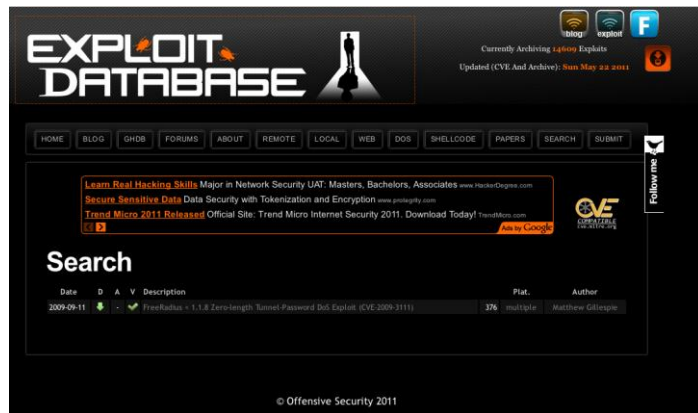 blog
exploit
F
EXPLOIT
DATABASE
Currently Archiving 14609 Exploits
Updated (CVE And Archive): Sun May 22 2011
HOME BLOG GHDB FORUMS ABOUT REMOTE LOCAL WEB DOS SHELLCODE PAPERS SEARCH SUBMIT
Follow me
Learn Real Hacking Skills Major in Network Security UAT: Masters, Bachelors, Associates www.HackerDegree.com
Secure Sensitive Data Data Security with Tokenization and Encryption www.prolegrity.com
Trend Micro 2011 Released Official Site: Trend Micro Internet Security 2011. Download Today! TrendMicro.com
Ads by Google
CVE
COMPATIBLE
cve.mitre.org
Search
Date D A V Description Plat. Author
2009-09-11 - FreeRadius < 1.1.8 Zero-length Tunnel-Password DoS Exploit (CVE-2009-3111) 376 multiple Matthew Gillespie
© Offensive Security 2011